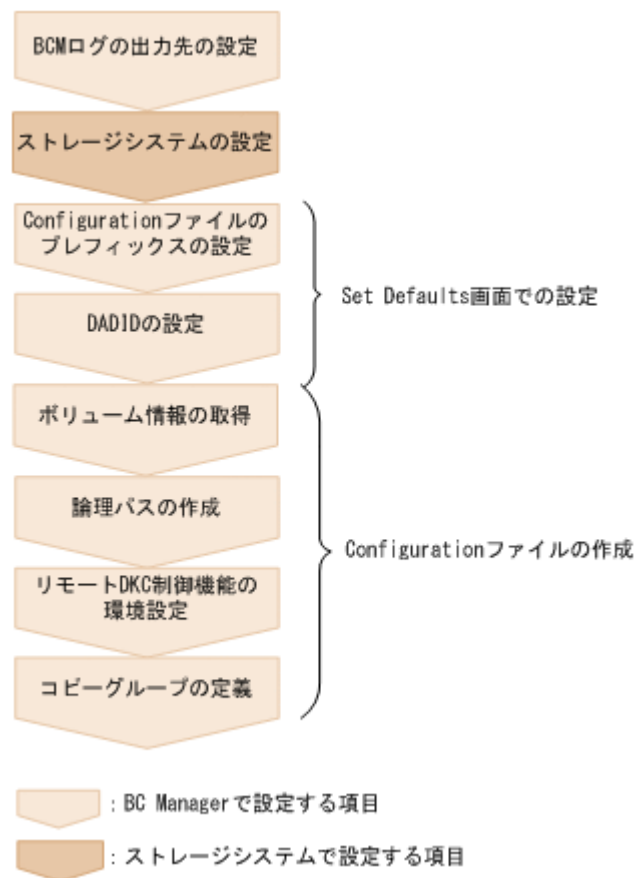 BCMログの出力先の設定
ストレージシステムの設定
Configurationファイルの
プレフィックスの設定
DADIDの設定
Set Defaults画面での設定
ボリューム情報の取得
論理パスの作成
リモートDKC制御機能の
環境設定
コピーグループの定義
Configurationファイルの作成
: BC Managerで設定する項目
: ストレージシステムで設定する項目